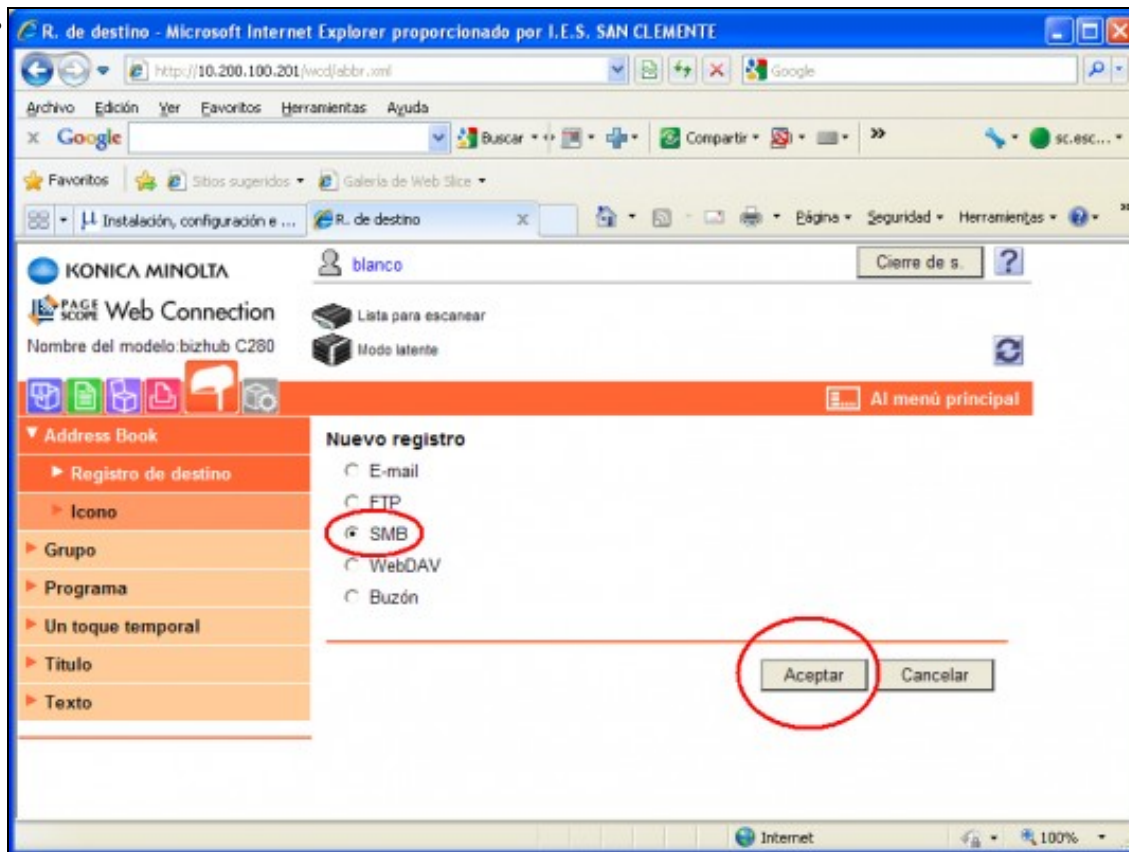 R. de destino - Microsoft Internet Explorer proporcionado por I.E.S. SAN CLEMENTE
http://10.200.100.201/wcd/abbr.xml
Google
Archivo Edición Ver Favoritos Herramientas Ayuda
x Google Buscar Compartir sc.esc...
Favoritos Sitios sugeridos Galería de Web Slice
Instalación, configuración e ... R. de destino x Página Seguridad Herramientas
KONICA MINOLTA
blanco
Cierre de s.
PAGE SCOPE Web Connection
Lista para escanear
Nombre del modelo:bizhub C280
Modo latente
Al menú principal
Address Book
Registro de destino
Icono
Grupo
Programa
Un toque temporal
Título
Texto
Nuevo registro
E-mail
FTP
SMB
WebDAV
Buzón
Aceptar Cancelar
Internet 100%